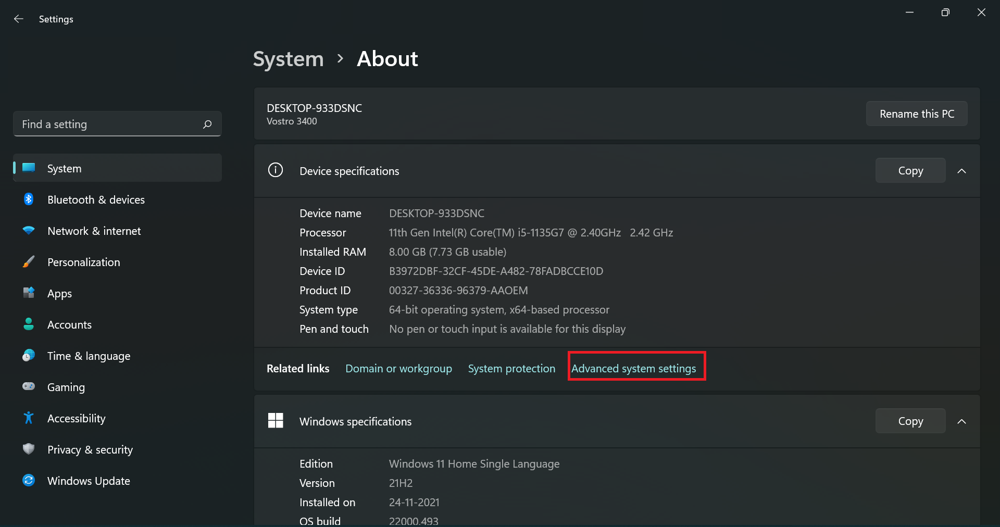 Settings
System > About
DESKTOP-933DSNC
Vostro 3400
Rename this PC
Find a setting
System
Bluetooth & devices
Network & internet
Personalization
Apps
Accounts
Time & language
Gaming
Accessibility
Privacy & security
Windows Update
Device specifications
Copy
Device name DESKTOP-933DSNC
Processor 11th Gen Intel(R) Core(TM) i5-1135G7 @ 2.40GHz 2.42 GHz
Installed RAM 8.00 GB (7.73 GB usable)
Device ID B3972DBF-32CF-45DE-A482-78FADBCCE10D
Product ID 00327-36336-96379-AAOEM
System type 64-bit operating system, x64-based processor
Pen and touch No pen or touch input is available for this display
Related links Domain or workgroup System protection Advanced system settings
Windows specifications
Copy
Edition Windows 11 Home Single Language
Version 21H2
Installed on 24-11-2021
OS build 22000.493